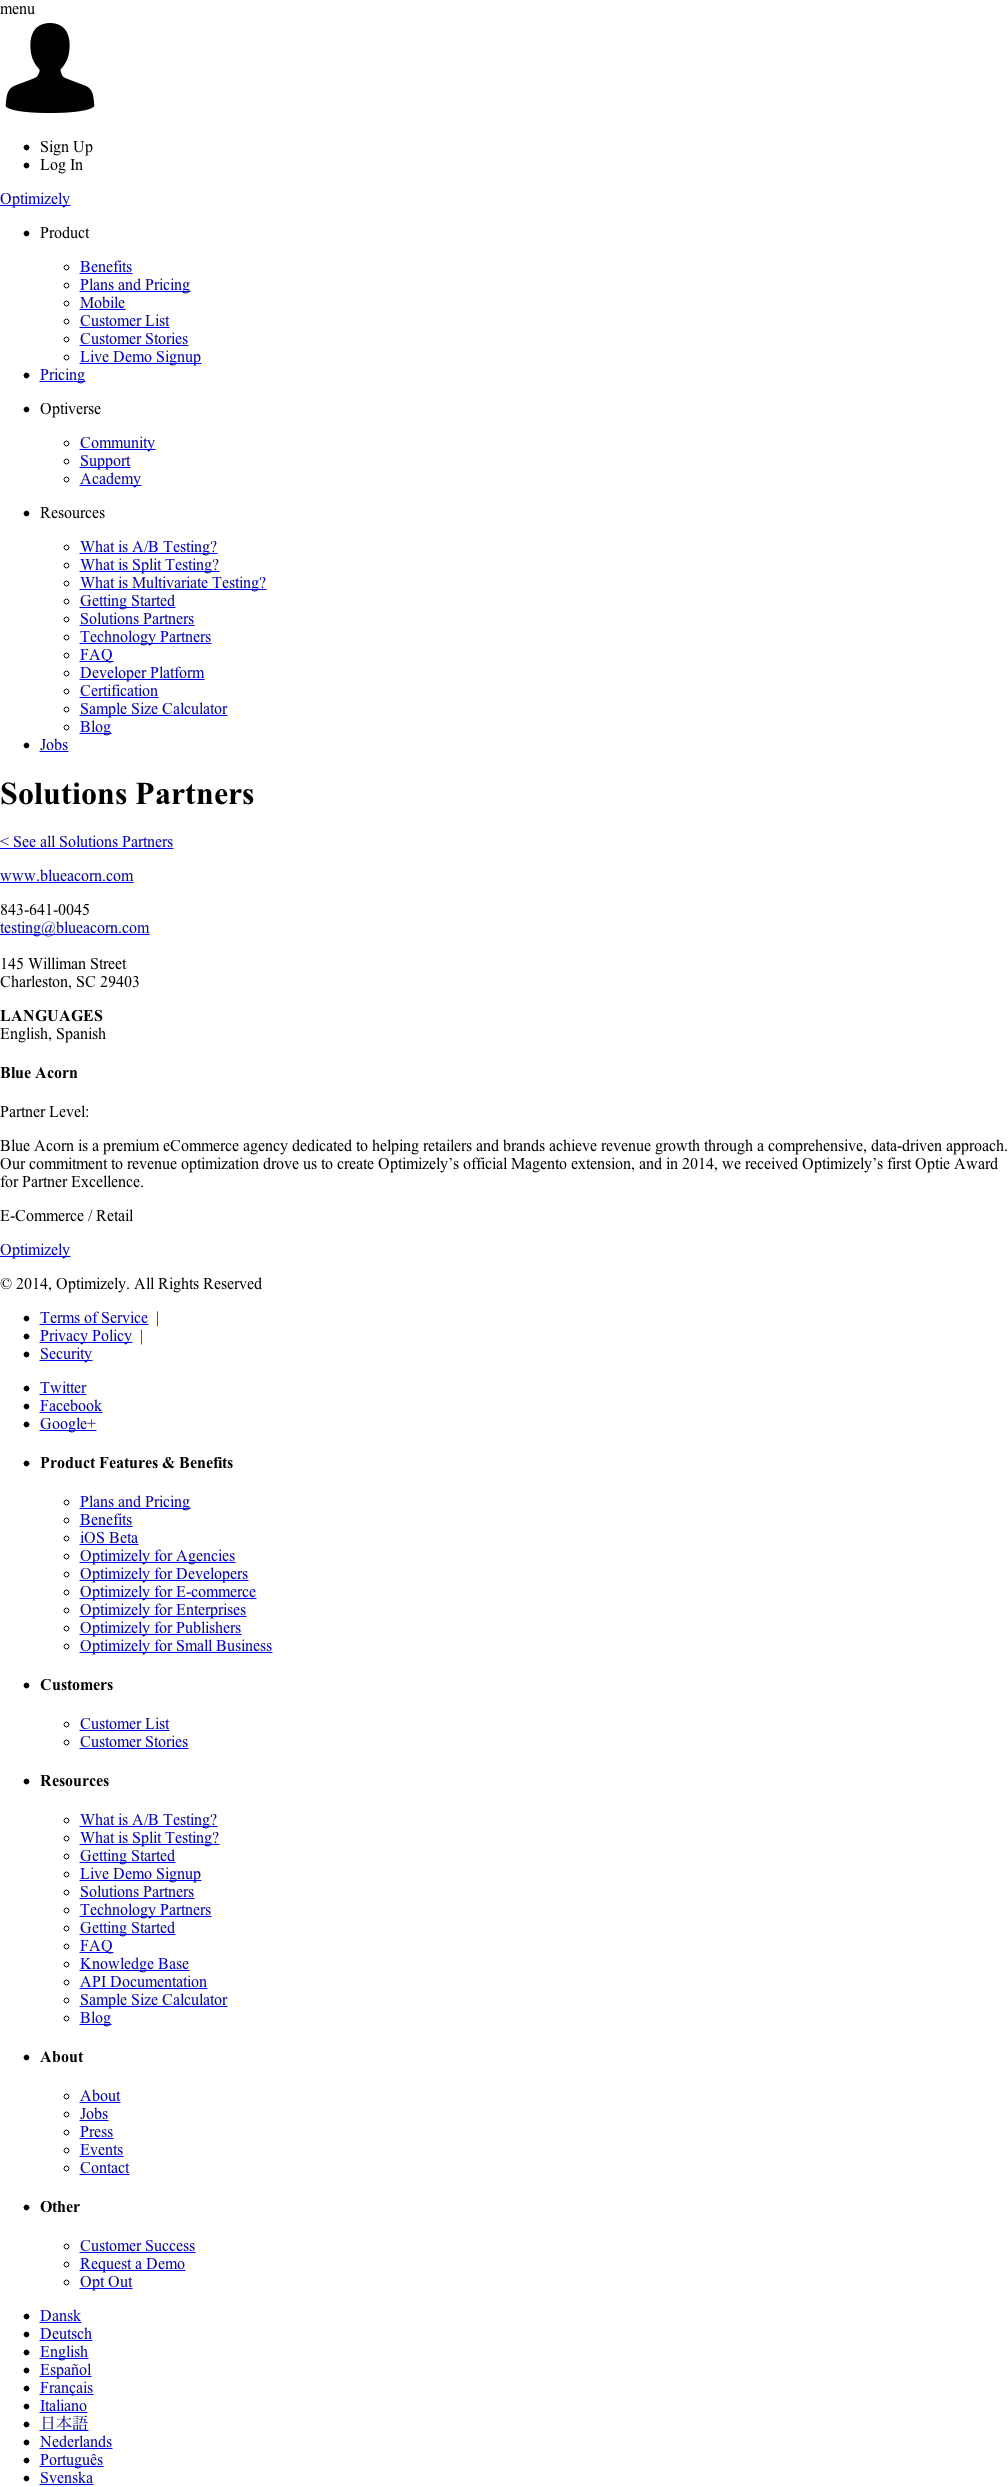 menu
Sign Up
Log In
Optimizely
Product
Benefits
Plans and Pricing
Mobile
Customer List
Customer Stories
Live Demo Signup
Pricing
Optiverse
Community
Support
Academy
Resources
What is A/B Testing?
What is Split Testing?
What is Multivariate Testing?
Getting Started
Solutions Partners
Technology Partners
FAQ
Developer Platform
Certification
Sample Size Calculator
Blog
Jobs
Solutions Partners
< See all Solutions Partners
www.blueacorn.com
843-641-0045
testing@blueacorn.com
145 Williman Street
Charleston, SC 29403
LANGUAGES
English, Spanish
Blue Acorn
Partner Level:
Blue Acorn is a premium eCommerce agency dedicated to helping retailers and brands achieve revenue growth through a comprehensive, data-driven approach.
Our commitment to revenue optimization drove us to create Optimizely’s official Magento extension, and in 2014, we received Optimizely’s first Optie Award
for Partner Excellence.
E-Commerce / Retail
Optimizely
© 2014, Optimizely. All Rights Reserved
Terms of Service |
Privacy Policy |
Security
Twitter
Facebook
Google+
Product Features & Benefits
Plans and Pricing
Benefits
iOS Beta
Optimizely for Agencies
Optimizely for Developers
Optimizely for E-commerce
Optimizely for Enterprises
Optimizely for Publishers
Optimizely for Small Business
Customers
Customer List
Customer Stories
Resources
What is A/B Testing?
What is Split Testing?
Getting Started
Live Demo Signup
Solutions Partners
Technology Partners
Getting Started
FAQ
Knowledge Base
API Documentation
Sample Size Calculator
Blog
About
About
Jobs
Press
Events
Contact
Other
Customer Success
Request a Demo
Opt Out
Dansk
Deutsch
English
Español
Français
Italiano
日本語
Nederlands
Português
Svenska